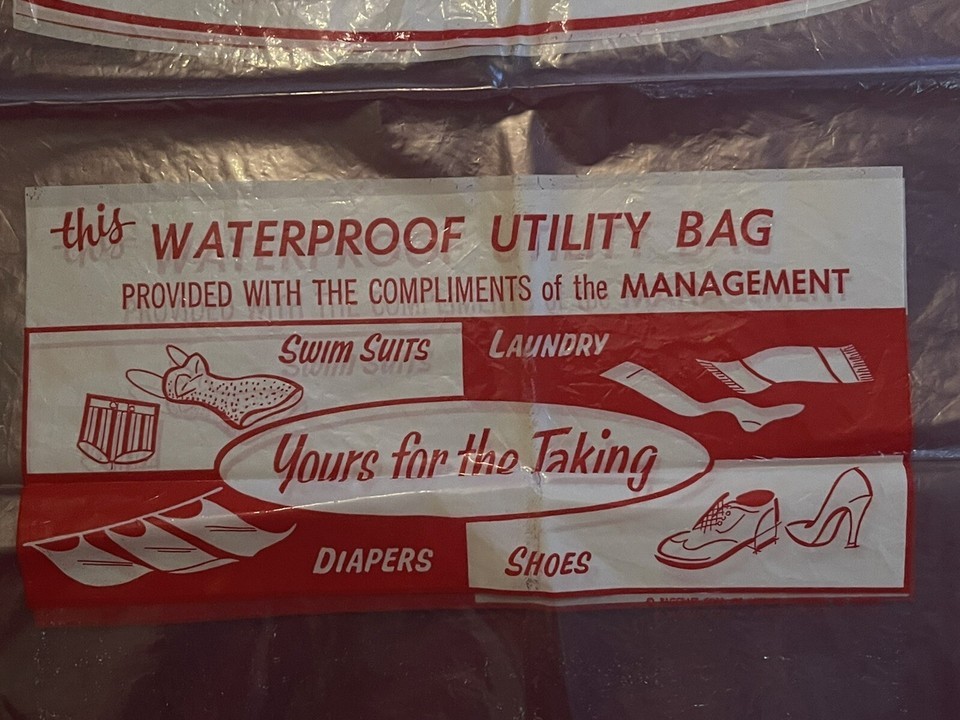 this WATERPROOF UTILITY BAG
PROVIDED WITH THE COMPLIMENTS of the MANAGEMENT
SWIM SUITS
LAUNDRY
Yours for the Taking
DIAPERS
SHOES